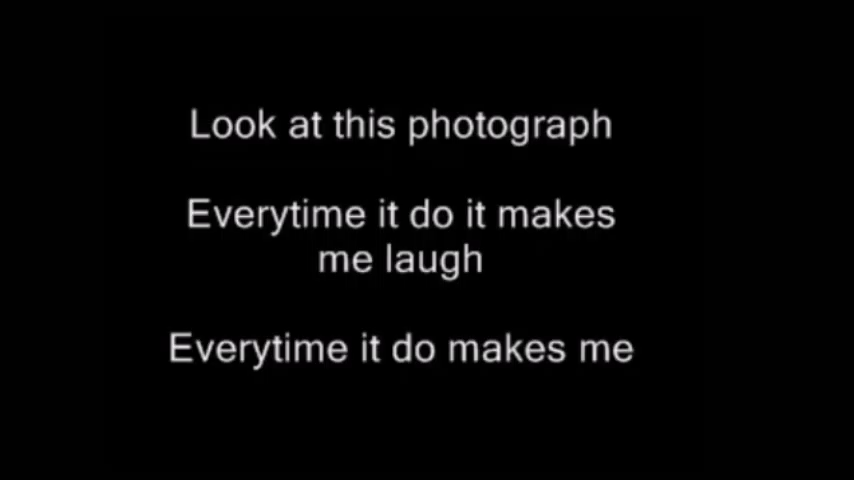 Look at this photograph
Everytime it do it makes
me laugh
Everytime it do makes me